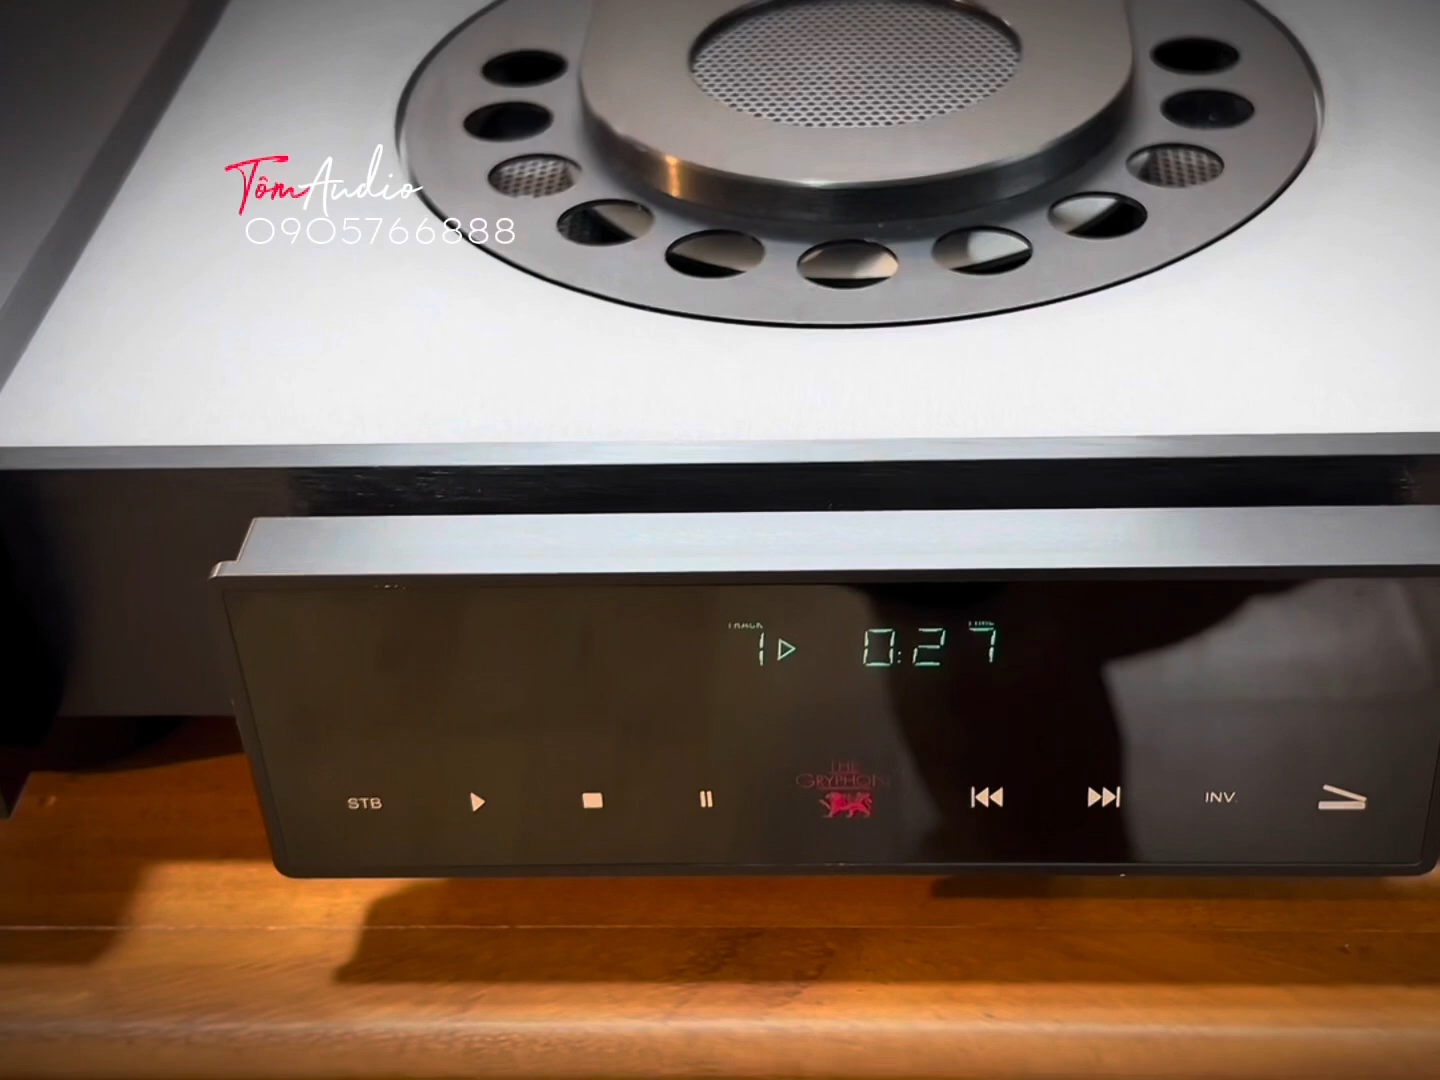 TômAudio
0905766888
TRACK TIME
1 0:27
THE
GRYPHON
STB INV.